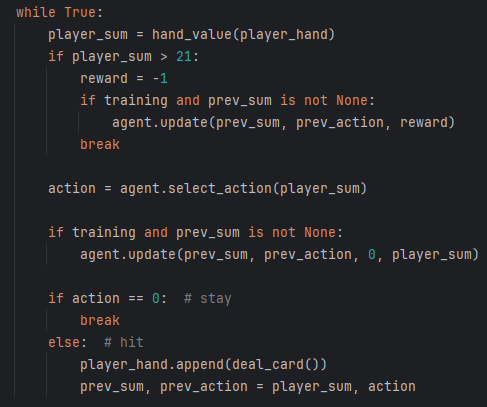 while True:
    player_sum = hand_value(player_hand)
    if player_sum > 21:
        reward = -1
        if training and prev_sum is not None:
            agent.update(prev_sum, prev_action, reward)
        break

    action = agent.select_action(player_sum)

    if training and prev_sum is not None:
        agent.update(prev_sum, prev_action, 0, player_sum)

    if action == 0:  # stay
        break
    else:  # hit
        player_hand.append(deal_card())
        prev_sum, prev_action = player_sum, action